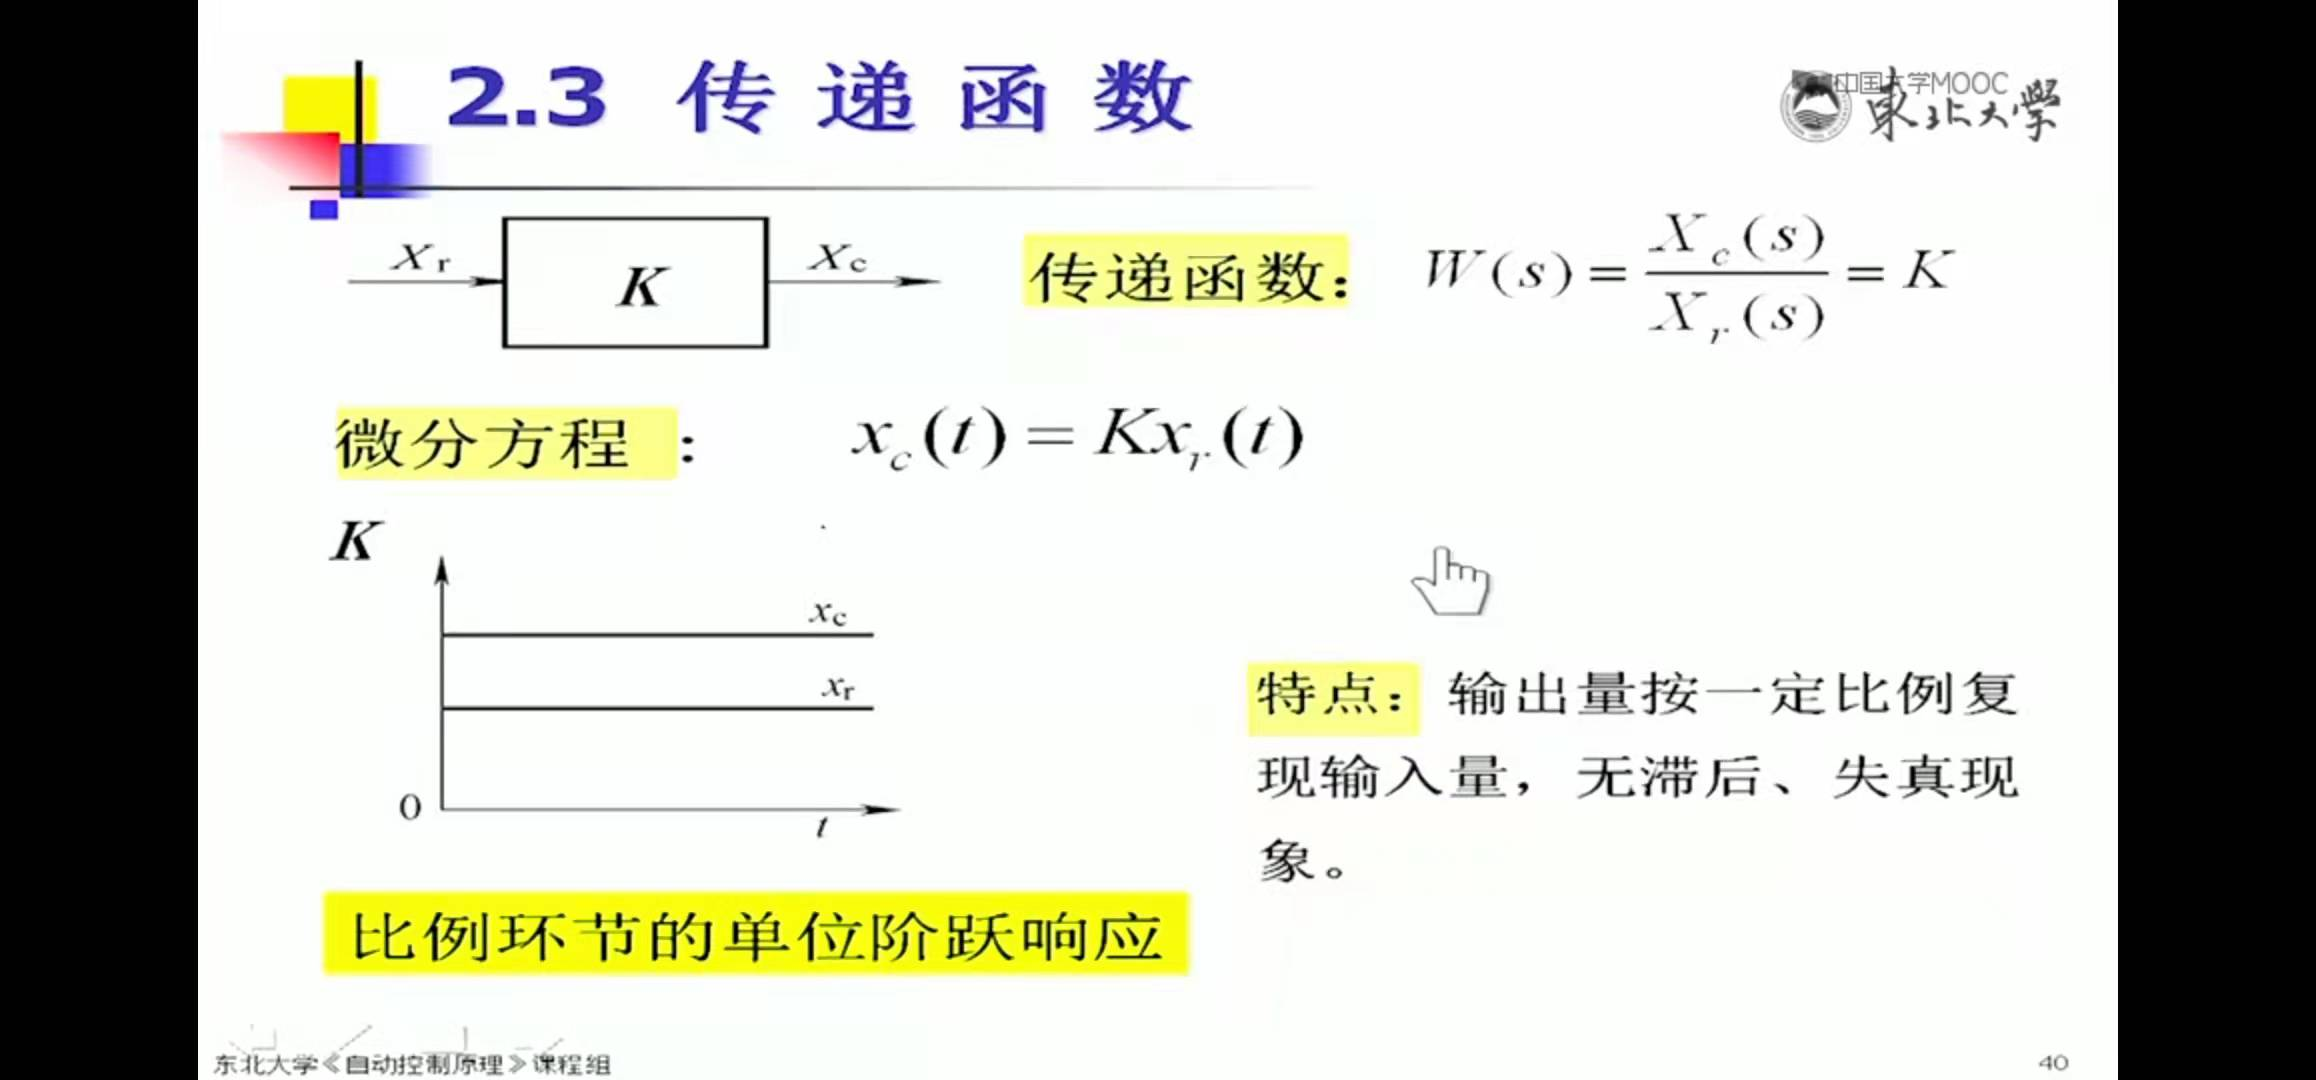 2.3 传递函数
中国大学MOOC
東北大學
Xr K Xc
传递函数: W(s) = Xc(s) / Xr(s) = K
微分方程 : xc(t) = Kxr(t)
K
xc
xr
0
t
特点: 输出量按一定比例复
现输入量，无滞后、失真现
象。
比例环节的单位阶跃响应
东北大学《自动控制原理》课程组
40